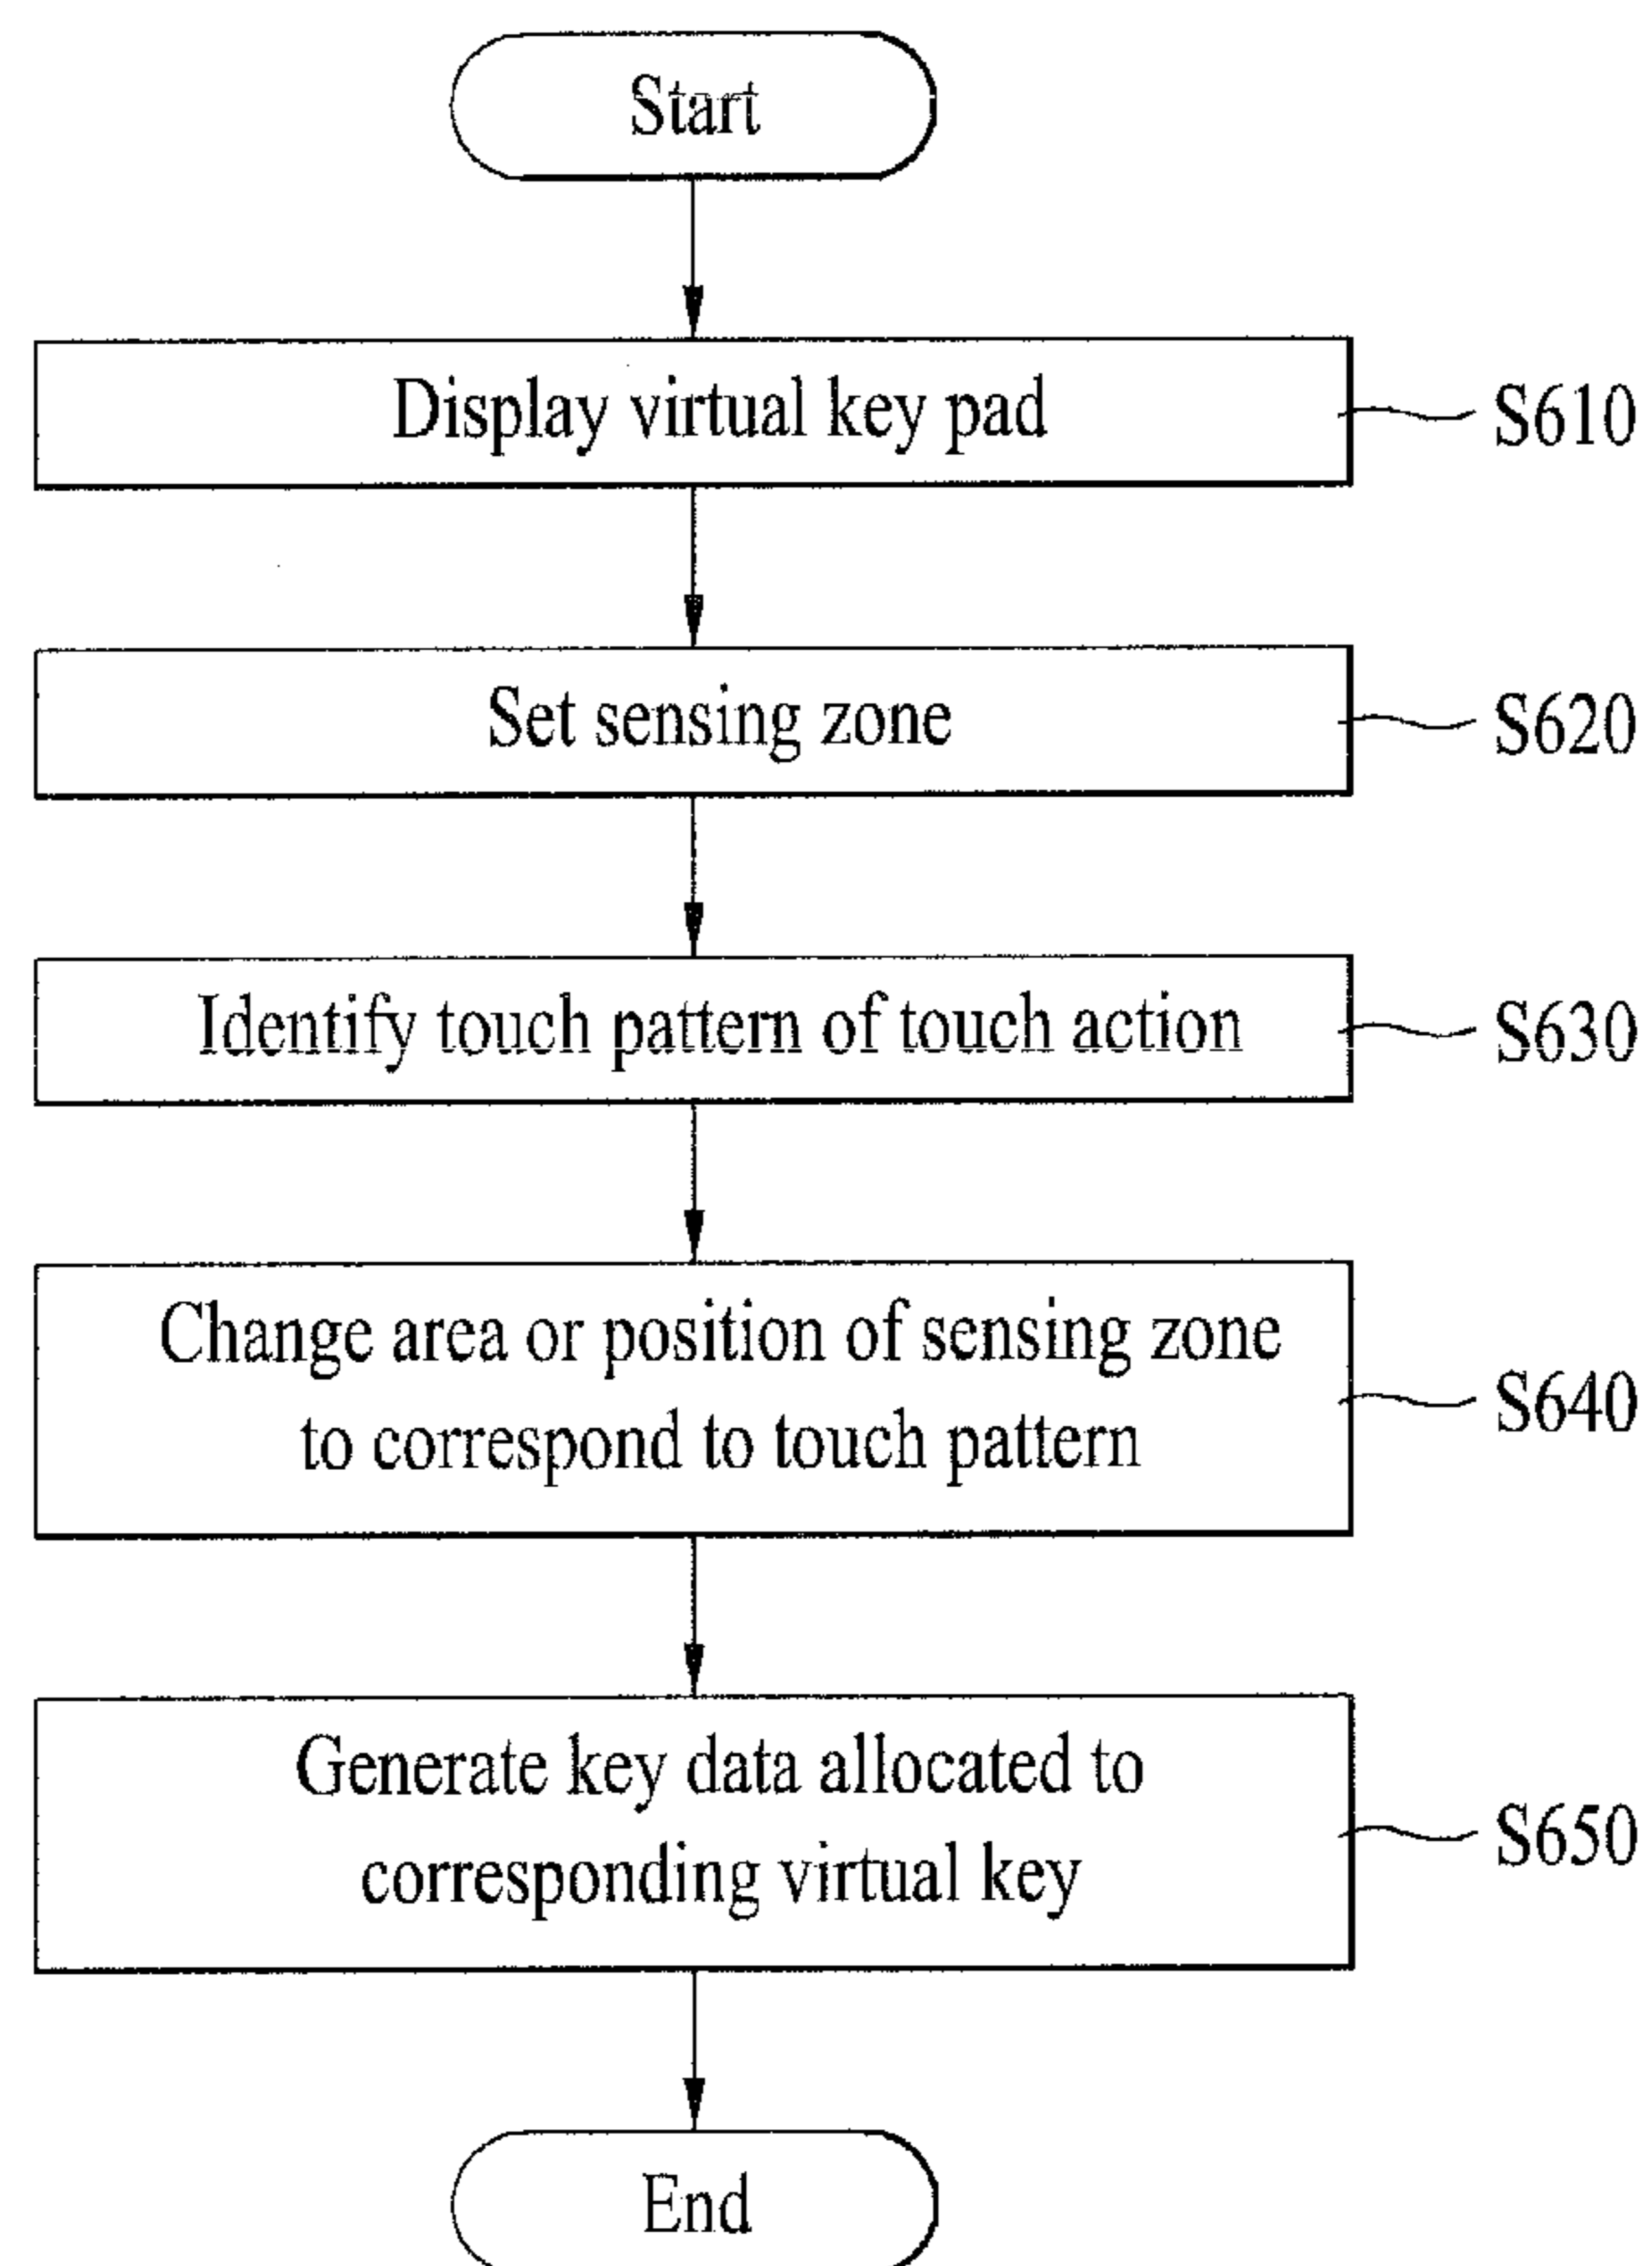 Start
Display virtual key pad
S610
Set sensing zone
S620
Identify touch pattern of touch action
S630
Change area or position of sensing zone
to correspond to touch pattern
S640
Generate key data allocated to
corresponding virtual key
S650
End